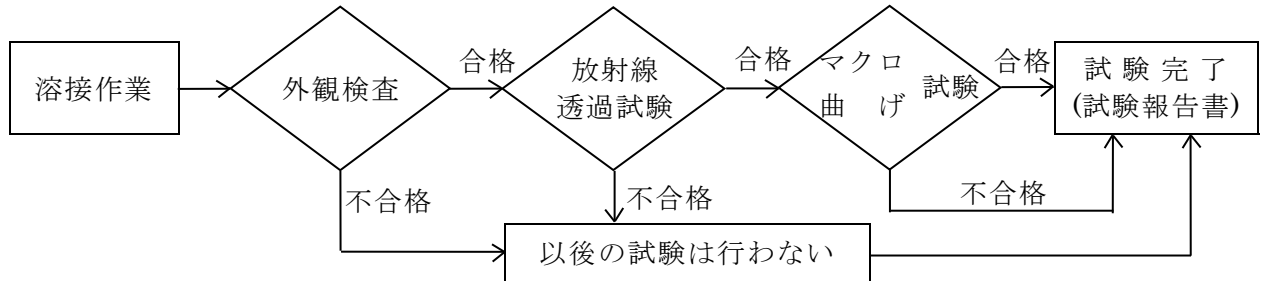 溶接作業
外観検査
合格
放射線
透過試験
合格
マクロ
曲げ
試験
合格
試験完了
(試験報告書)
不合格
不合格
不合格
以後の試験は行わない